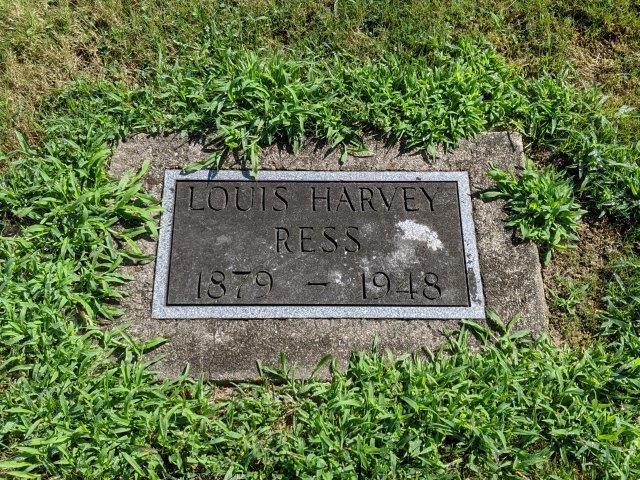 LOUIS HARVEY
RESS
1879 – 1948